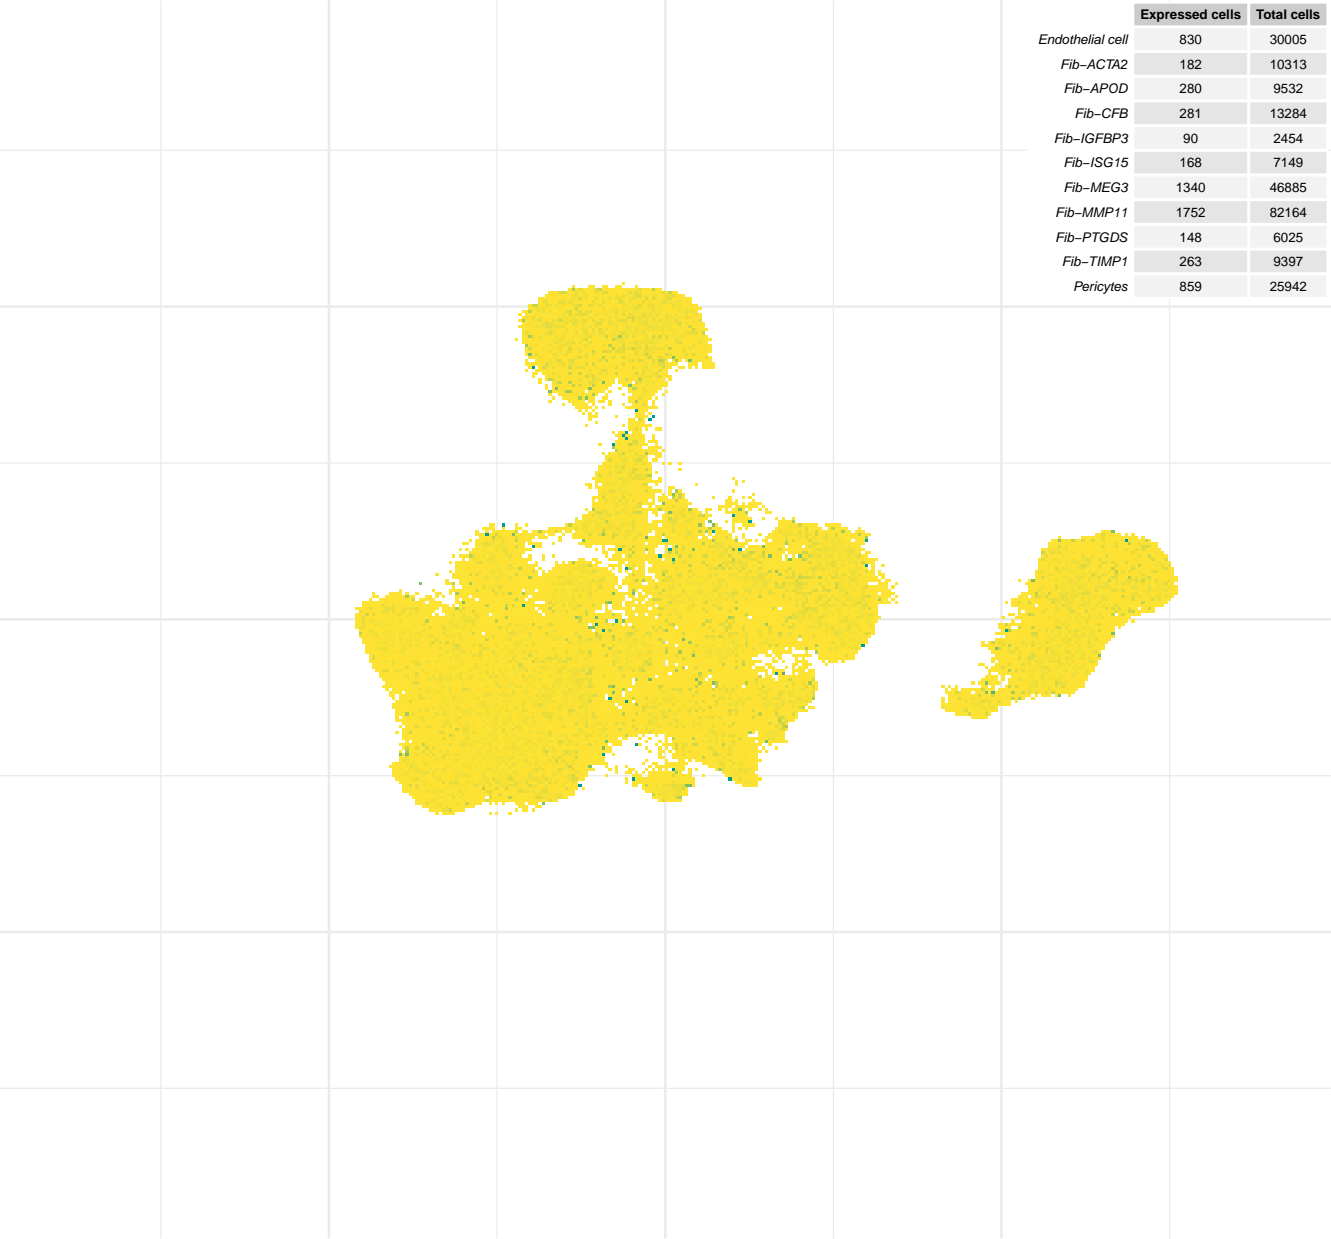 Expressed cells Total cells
Endothelial cell 830 30005
Fib−ACTA2 182 10313
Fib−APOD 280 9532
Fib−CFB 281 13284
Fib−IGFBP3 90 2454
Fib−ISG15 168 7149
Fib−MEG3 1340 46885
Fib−MMP11 1752 82164
Fib−PTGDS 148 6025
Fib−TIMP1 263 9397
Pericytes 859 25942